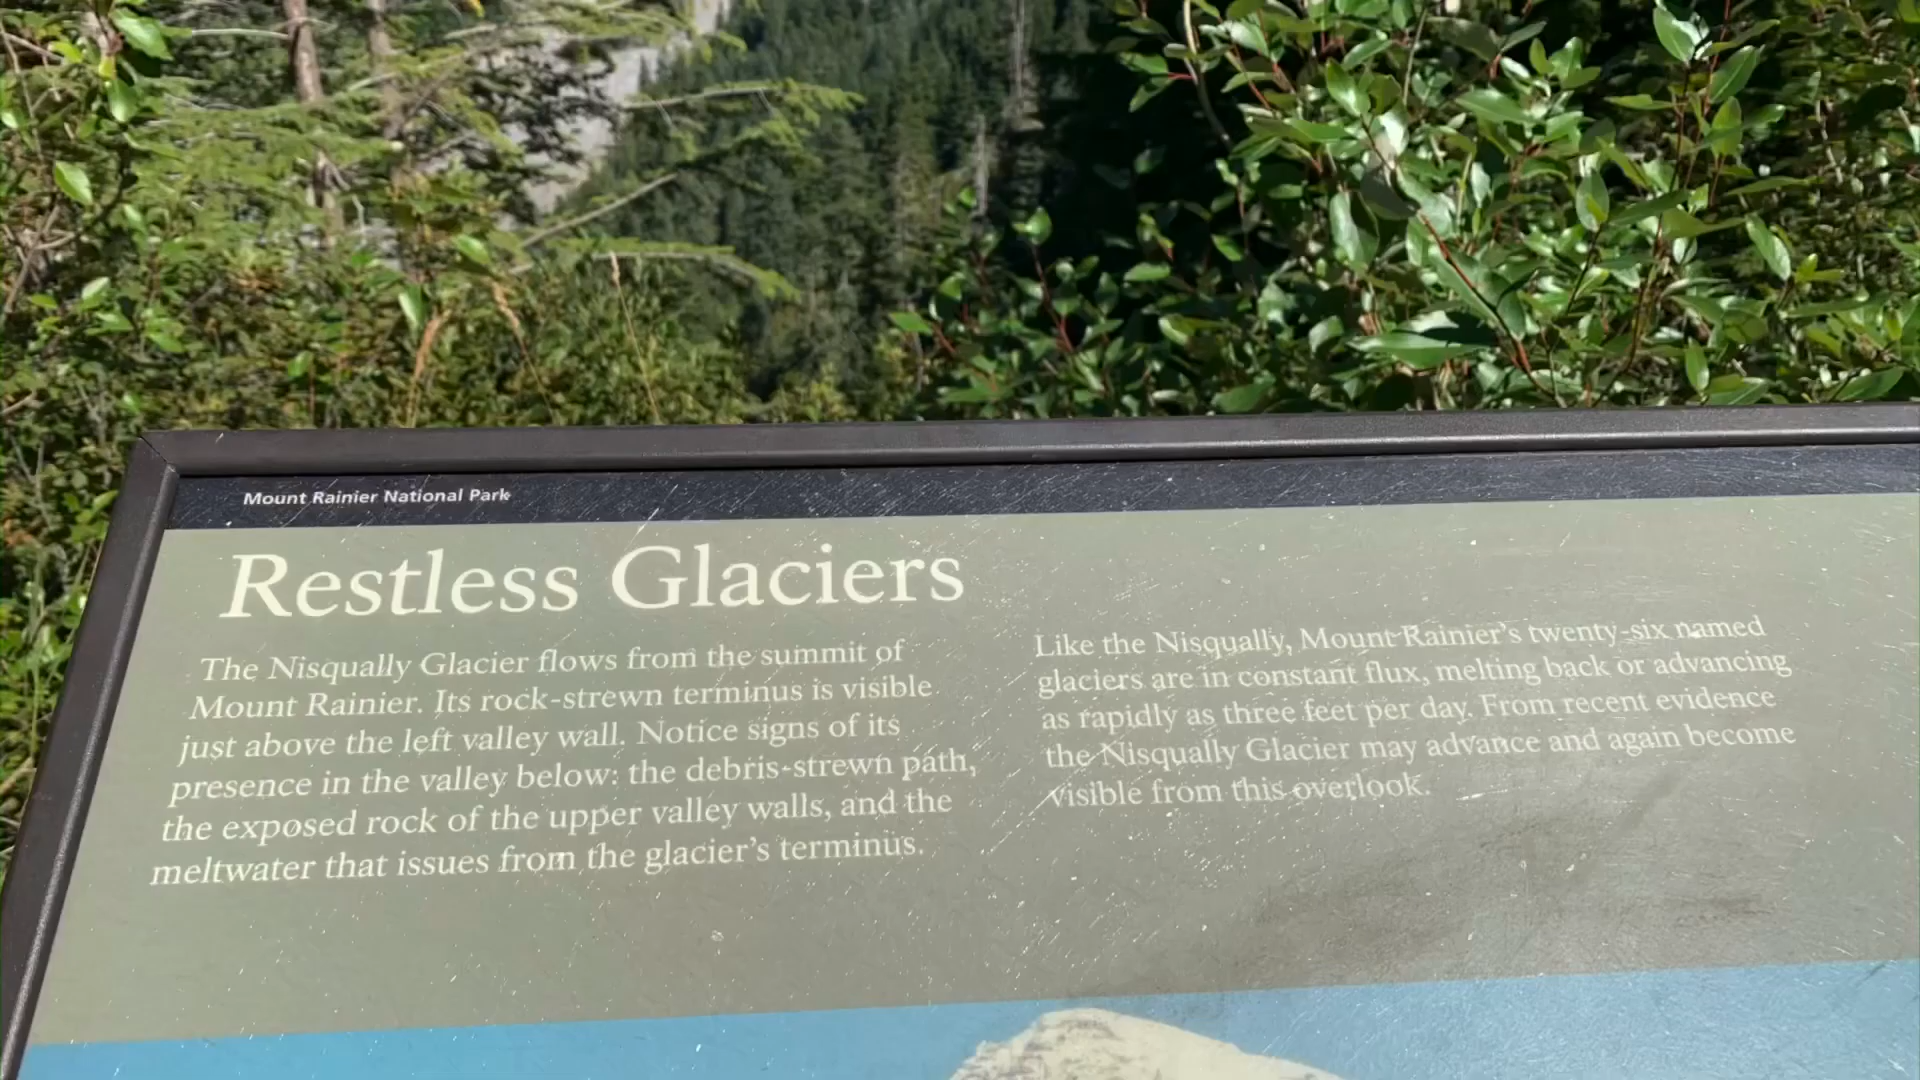 Mount Rainier National Park
Restless Glaciers
The Nisqually Glacier flows from the summit of
Mount Rainier. Its rock-strewn terminus is visible
just above the left valley wall. Notice signs of its
presence in the valley below: the debris-strewn path,
the exposed rock of the upper valley walls, and the
meltwater that issues from the glacier's terminus.
Like the Nisqually, Mount Rainier's twenty-six named
glaciers are in constant flux, melting back or advancing
as rapidly as three feet per day. From recent evidence
the Nisqually Glacier may advance and again become
visible from this overlook.